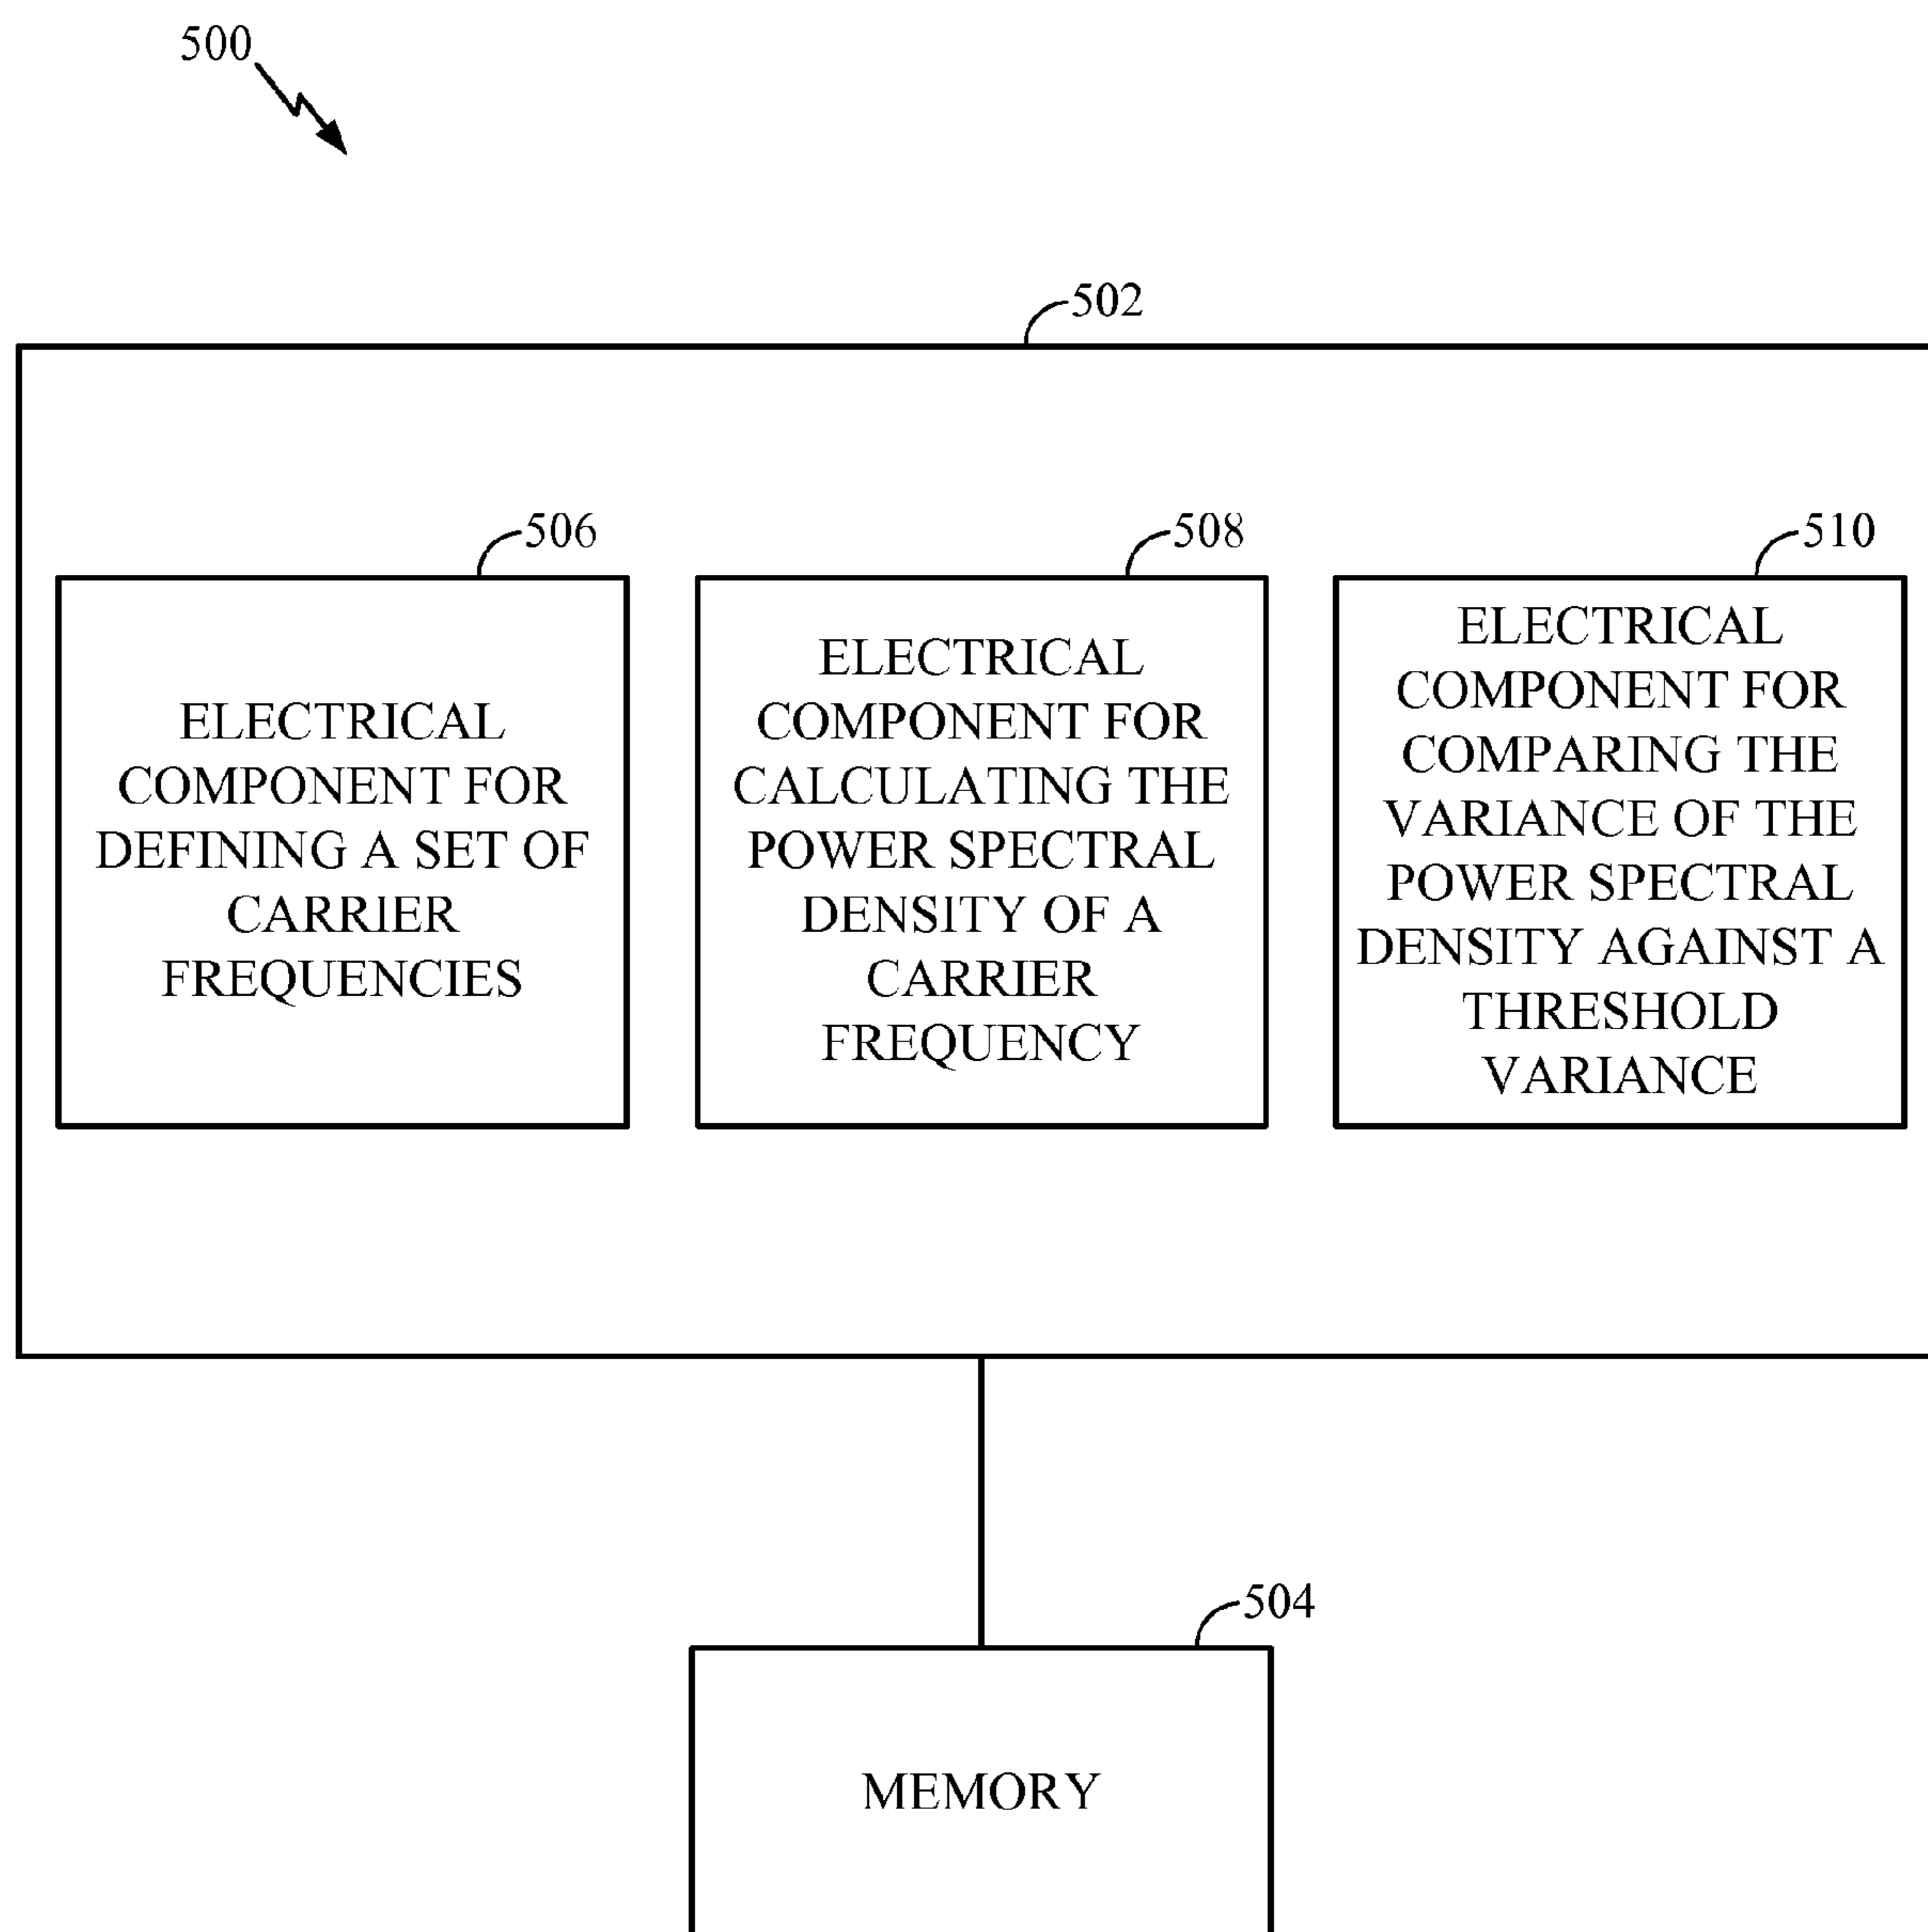 500
502
506
508
510
ELECTRICAL
COMPONENT FOR
DEFINING A SET OF
CARRIER
FREQUENCIES
ELECTRICAL
COMPONENT FOR
CALCULATING THE
POWER SPECTRAL
DENSITY OF A
CARRIER
FREQUENCY
ELECTRICAL
COMPONENT FOR
COMPARING THE
VARIANCE OF THE
POWER SPECTRAL
DENSITY AGAINST A
THRESHOLD
VARIANCE
504
MEMORY